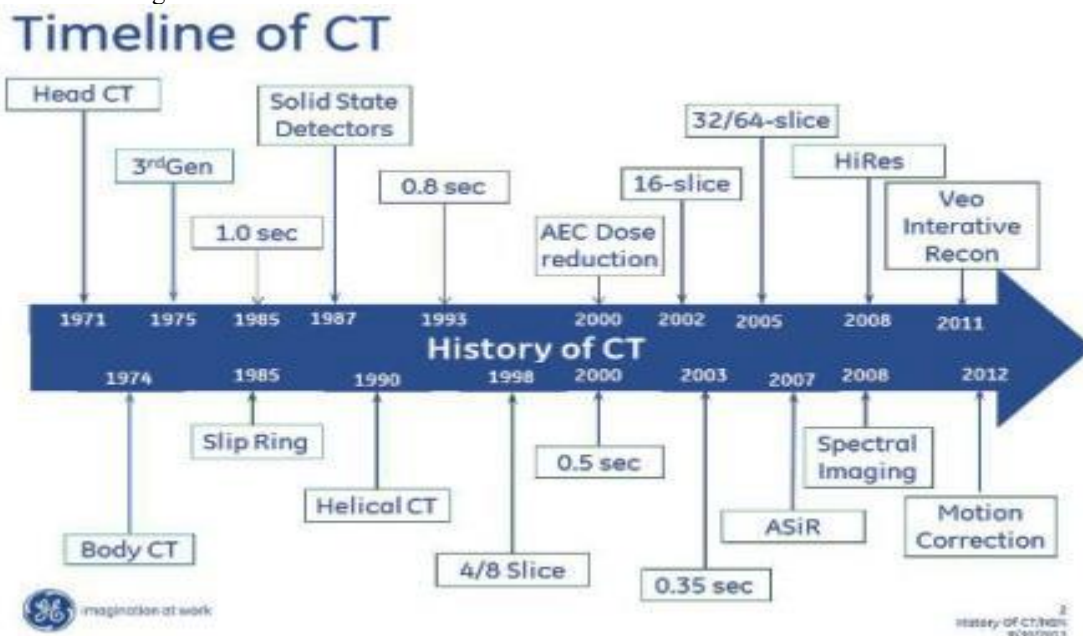 Timeline of CT
Head CT
3rdGen
1.0 sec
Solid State
Detectors
0.8 sec
AEC Dose
reduction
16-slice
32/64-slice
HiRes
Veo
Interative
Recon
1971 1975 1985 1987 1993 2000 2002 2005 2008 2011
History of CT
1974 1985 1990 1998 2000 2003 2007 2008 2012
Body CT
Slip Ring
Helical CT
4/8 Slice
0.5 sec
0.35 sec
ASiR
Spectral
Imaging
Motion
Correction
GE imagination at work
2